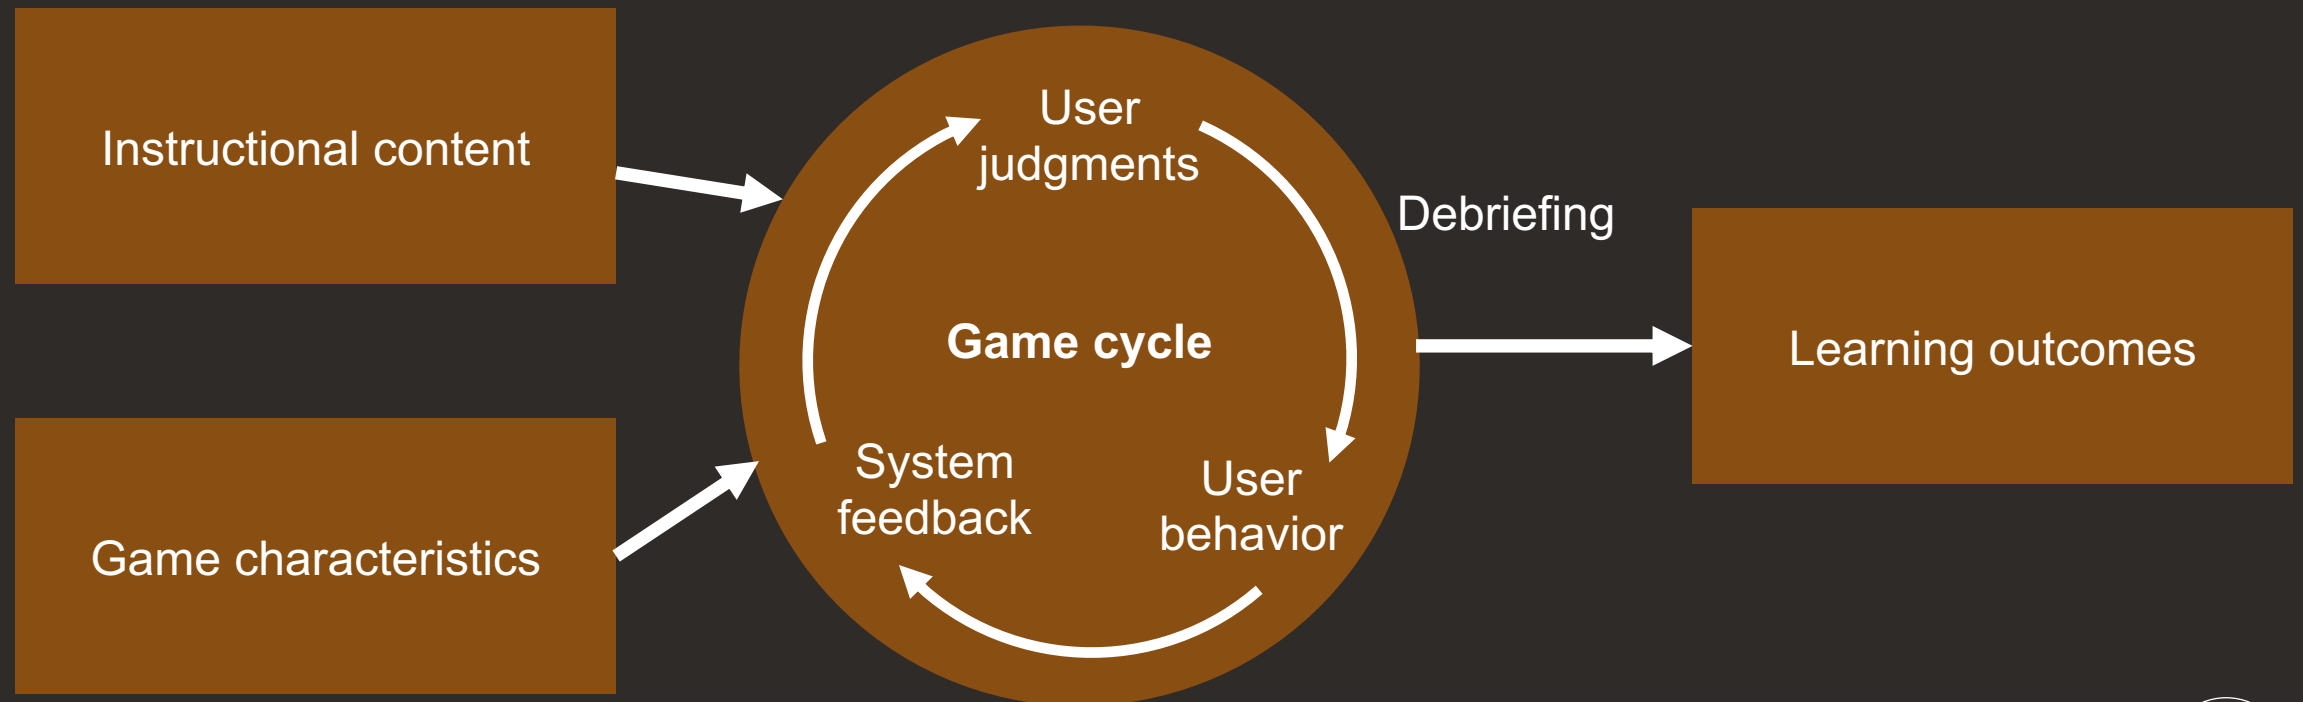 Instructional content
Game characteristics
User
judgments
Game cycle
System
feedback
User
behavior
Debriefing
Learning outcomes